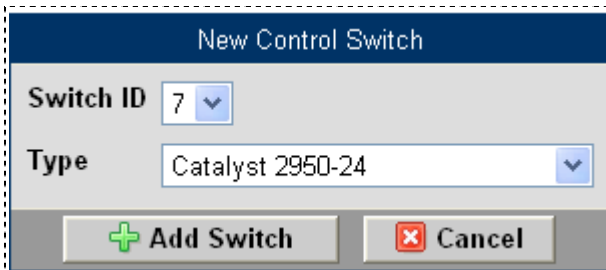 New Control Switch
Switch ID 7
Type Catalyst 2950-24
Add Switch Cancel